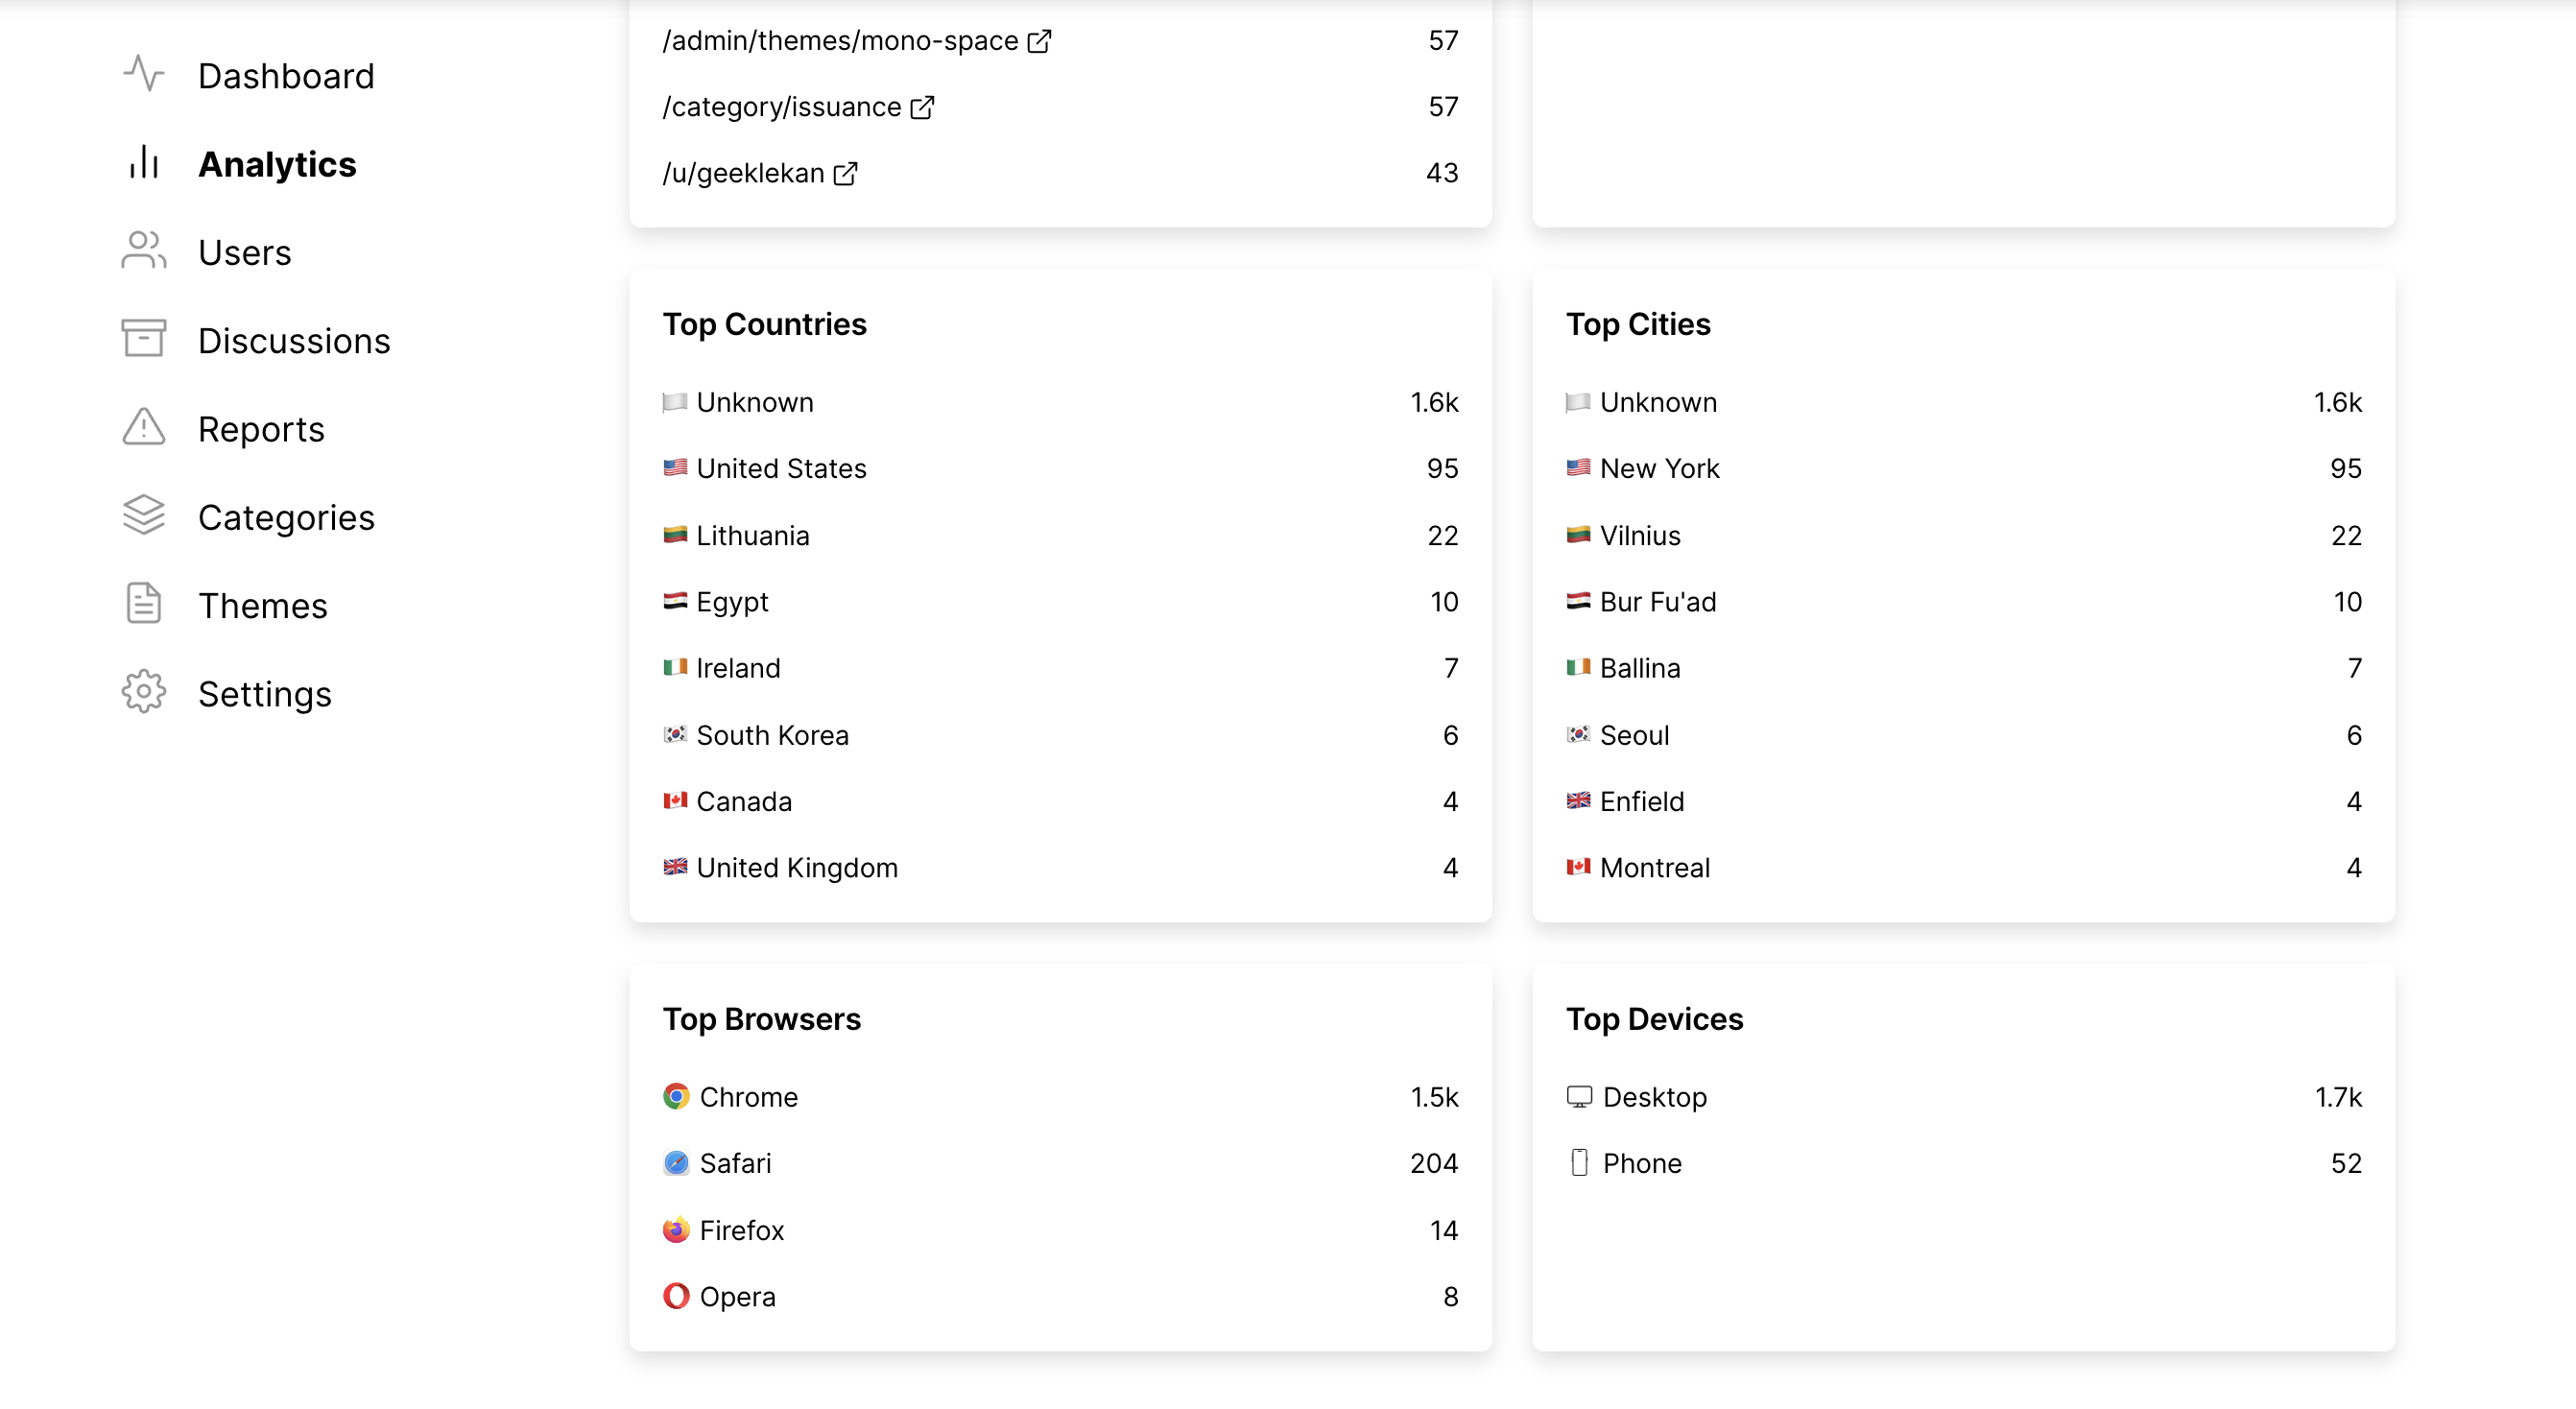 Dashboard
Analytics
Users
Discussions
Reports
Categories
Themes
Settings
/admin/themes/mono-space 57
/category/issuance 57
/u/geeklekan 43
Top Countries
Unknown 1.6k
United States 95
Lithuania 22
Egypt 10
Ireland 7
South Korea 6
Canada 4
United Kingdom 4
Top Cities
Unknown 1.6k
New York 95
Vilnius 22
Bur Fu'ad 10
Ballina 7
Seoul 6
Enfield 4
Montreal 4
Top Browsers
Chrome 1.5k
Safari 204
Firefox 14
Opera 8
Top Devices
Desktop 1.7k
Phone 52